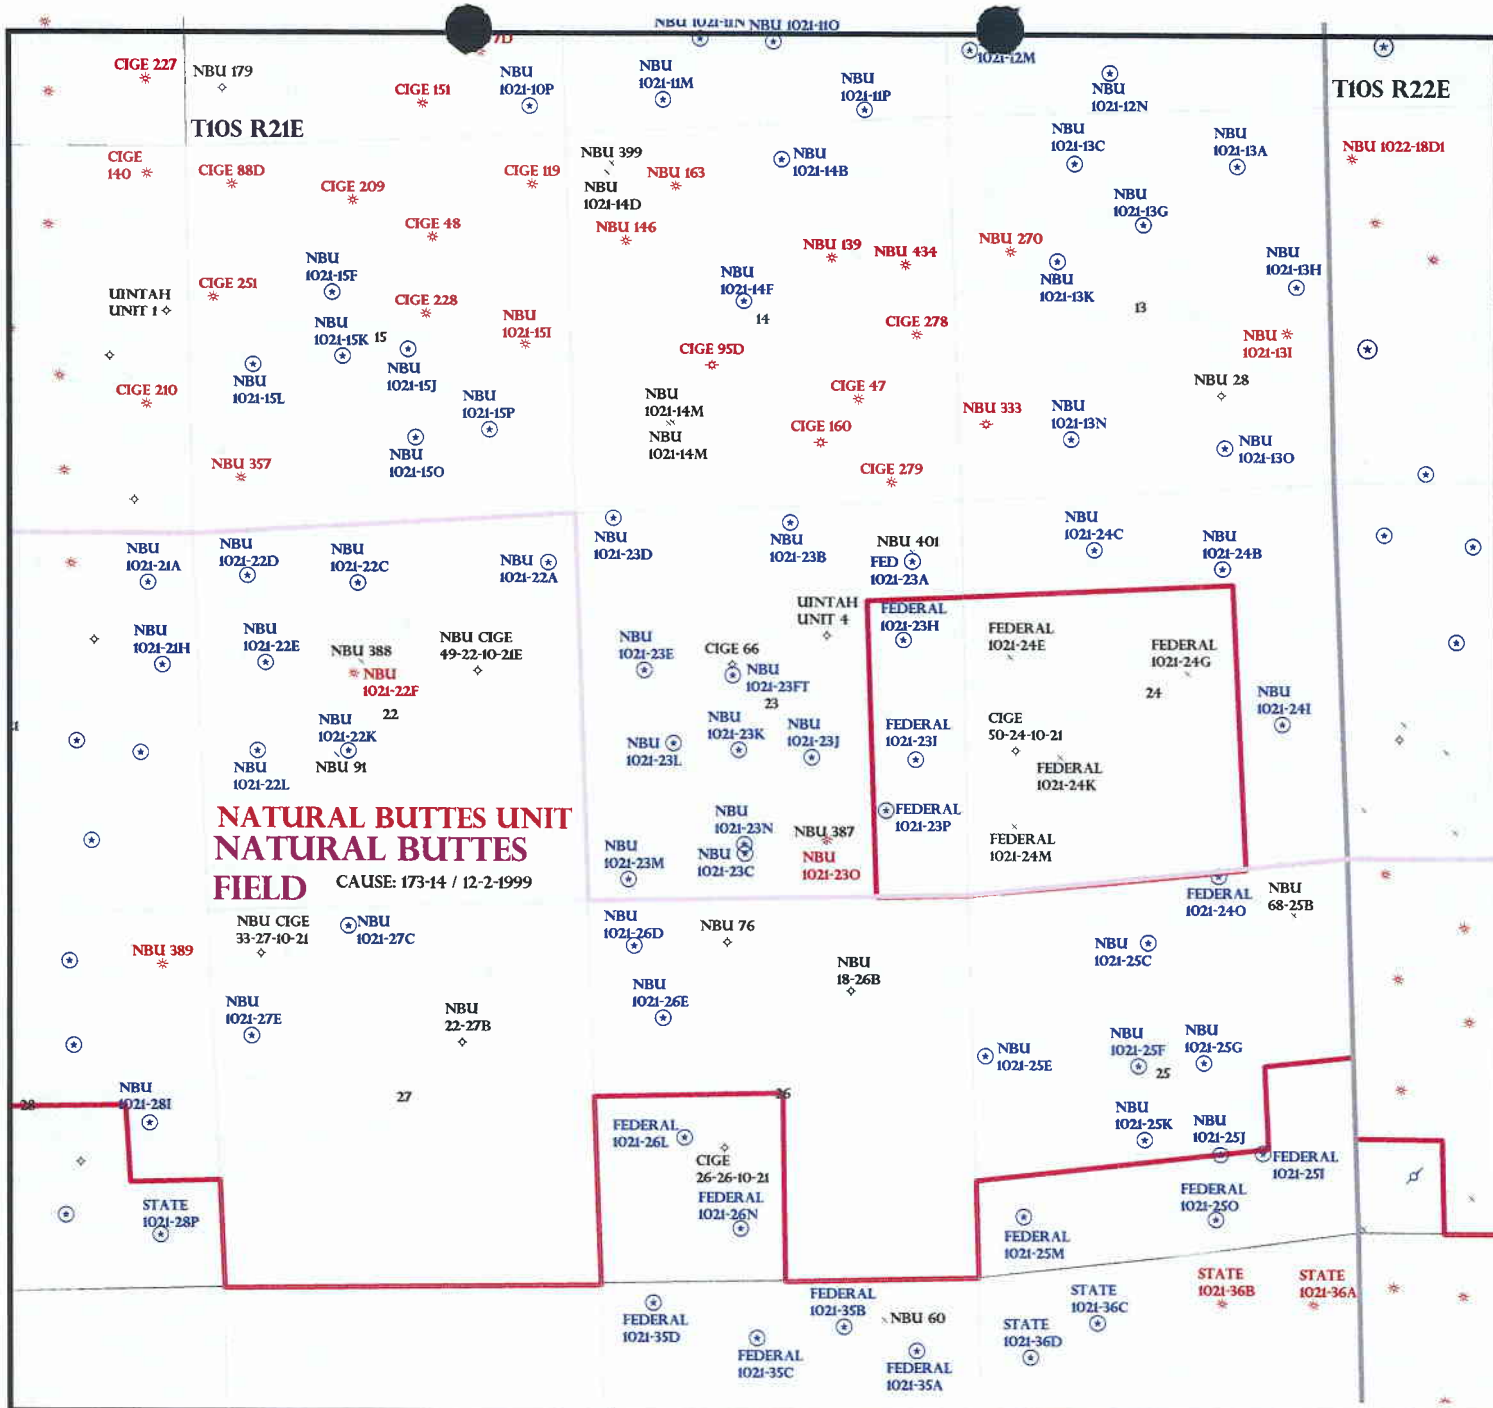 NBU 1021-11N NBU 1021-11O
7D
1021-12M
CIGE 227
NBU 179
CIGE 151
NBU
1021-10P
NBU
1021-11M
NBU
1021-11P
NBU
1021-12N
T10S R22E
T10S R21E
CIGE
140
CIGE 88D
CIGE 209
CIGE 119
CIGE 48
NBU 399
NBU
1021-14D
NBU 163
NBU
1021-14B
NBU 146
NBU 139
NBU 434
NBU
1021-13C
NBU
1021-13A
NBU 1022-18D1
NBU
1021-13G
NBU 270
NBU
1021-13K
NBU
1021-13H
UINTAH
UNIT 1
CIGE 251
NBU
1021-15F
CIGE 228
NBU
1021-15I
NBU
1021-15K
15
NBU
1021-15J
NBU
1021-15L
NBU
1021-15P
NBU
1021-15O
CIGE 210
NBU 357
NBU
1021-14F
14
CIGE 278
CIGE 95D
CIGE 47
NBU
1021-14M
NBU
1021-14M
CIGE 160
CIGE 279
13
NBU
1021-13I
NBU 28
NBU 333
NBU
1021-13N
NBU
1021-13O
NBU
1021-21A
NBU
1021-22D
NBU
1021-22C
NBU
1021-22A
NBU
1021-23D
NBU
1021-23B
NBU 401
FED
1021-23A
NBU
1021-24C
NBU
1021-24B
NBU
1021-21H
NBU
1021-22E
NBU 388
NBU
1021-22F
NBU CIGE
49-22-10-21E
22
NBU
1021-22K
NBU 91
NBU
1021-22L
NBU
1021-23E
CIGE 66
NBU
1021-23FT
23
UINTAH
UNIT 4
FEDERAL
1021-23H
FEDERAL
1021-24E
FEDERAL
1021-24G
24
NBU
1021-24I
NBU
1021-23L
NBU
1021-23K
NBU
1021-23J
FEDERAL
1021-23I
CIGE
50-24-10-21
FEDERAL
1021-24K
FEDERAL
1021-23P
FEDERAL
1021-24M
NATURAL BUTTES UNIT
NATURAL BUTTES
FIELD
CAUSE: 173-14 / 12-2-1999
NBU
1021-23N
NBU
1021-23C
NBU
1021-23M
NBU 387
NBU
1021-23O
FEDERAL
1021-24O
NBU
68-25B
NBU CIGE
33-27-10-21
NBU
1021-27C
NBU 389
NBU
1021-26D
NBU 76
NBU
18-26B
NBU
1021-25C
NBU
1021-27E
NBU
22-27B
NBU
1021-26E
NBU
1021-25E
NBU
1021-25F
25
NBU
1021-25G
28
NBU
1021-28I
27
26
FEDERAL
1021-26L
CIGE
26-26-10-21
FEDERAL
1021-26N
NBU
1021-25K
NBU
1021-25J
FEDERAL
1021-25I
STATE
1021-28P
FEDERAL
1021-25M
FEDERAL
1021-25O
FEDERAL
1021-35D
FEDERAL
1021-35C
FEDERAL
1021-35B
NBU 60
FEDERAL
1021-35A
STATE
1021-36D
STATE
1021-36C
STATE
1021-36B
STATE
1021-36A